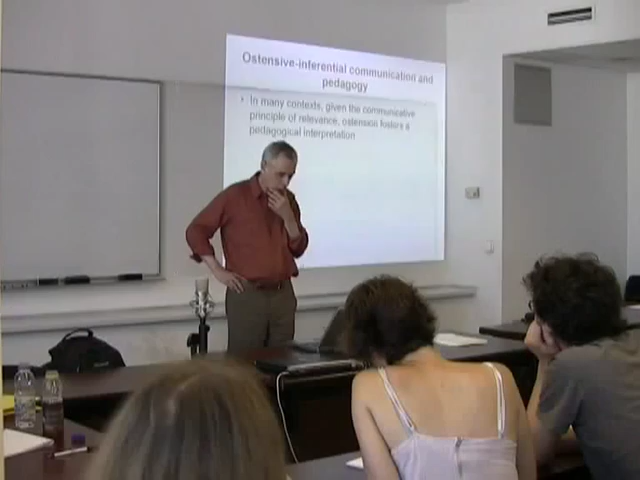 Ostensive-inferential communication and
pedagogy
In many contexts, given the communicative
principle of relevance, ostension fosters a
pedagogical interpretation